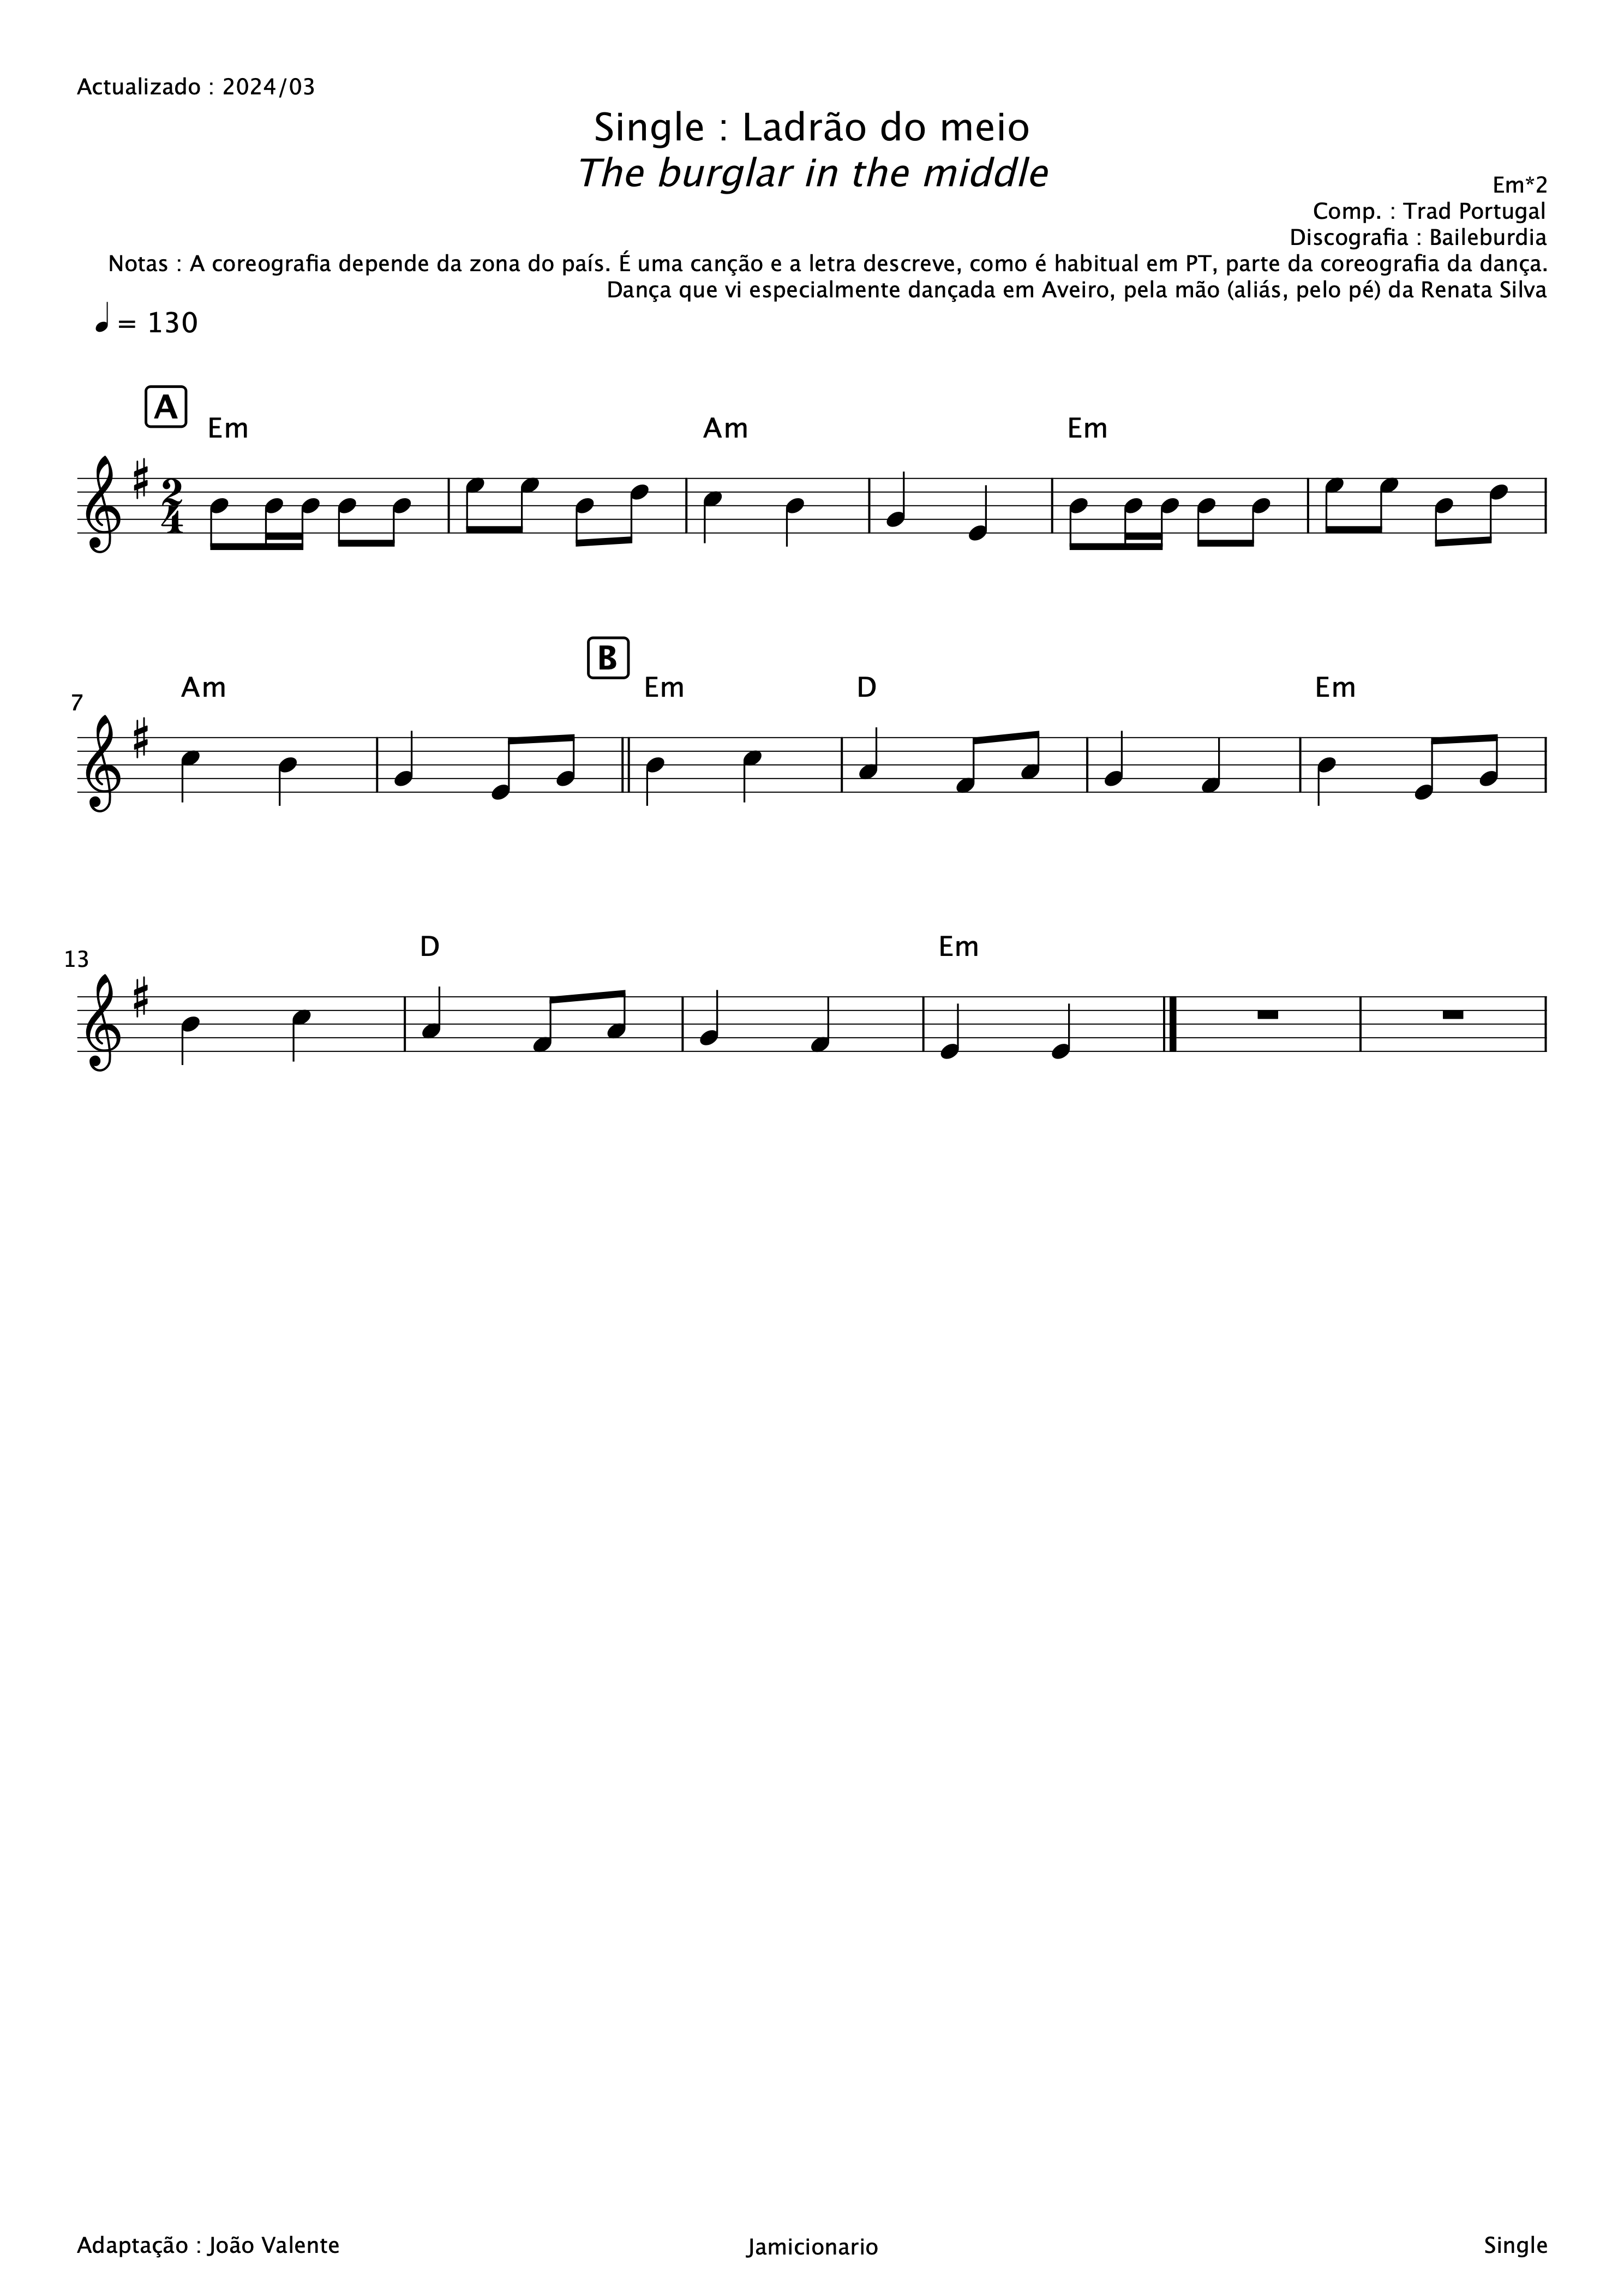 Actualizado : 2024/03
Single : Ladrão do meio
The burglar in the middle
Em*2
Comp. : Trad Portugal
Discografia : Baileburdia
Notas : A coreografia depende da zona do país. É uma canção e a letra descreve, como é habitual em PT, parte da coreografia da dança.
Dança que vi especialmente dançada em Aveiro, pela mão (aliás, pelo pé) da Renata Silva
= 130
A
Em Am Em
2
4
B
7 Am Em D Em
13 D Em
Adaptação : João Valente Jamicionario Single